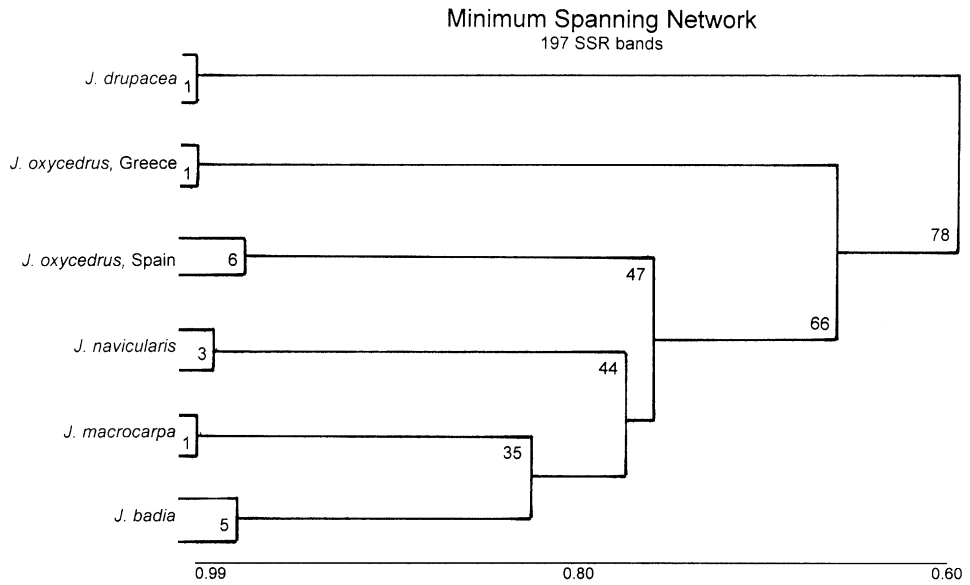 Minimum Spanning Network
197 SSR bands
J. drupacea 1
J. oxycedrus, Greece 1
78
J. oxycedrus, Spain 6
47
66
J. navicularis 3
44
J. macrocarpa 1
35
J. badia 5
0.99 0.80 0.60